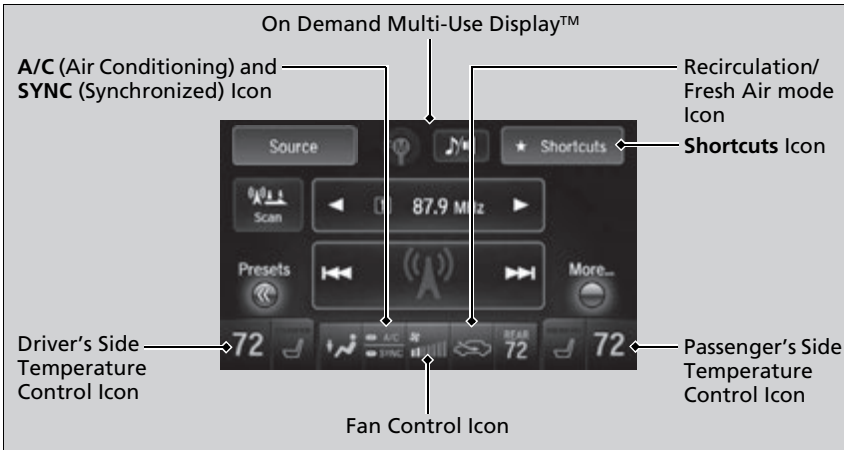 On Demand Multi-Use Display™
A/C (Air Conditioning) and
SYNC (Synchronized) Icon
Recirculation/
Fresh Air mode
Icon
Shortcuts Icon
Source
★ Shortcuts
Scan
1 87.9 MHz
Presets
More...
72
A/C
SYNC
REAR
72
72
Driver's Side
Temperature
Control Icon
Passenger's Side
Temperature
Control Icon
Fan Control Icon